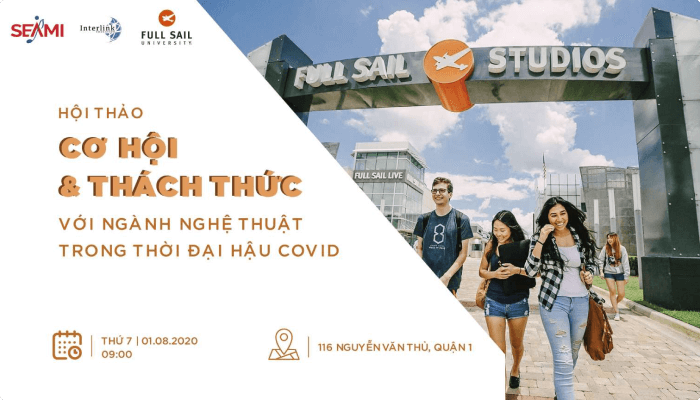 SEAMI
Interlink
FULL SAIL
UNIVERSITY
FULL SAIL STUDIOS
FULL SAIL LIVE
HỘI THẢO
CƠ HỘI
& THÁCH THỨC
VỚI NGÀNH NGHỆ THUẬT
TRONG THỜI ĐẠI HẬU COVID
THỨ 7 | 01.08.2020
09:00
116 NGUYỄN VĂN THỦ, QUẬN 1